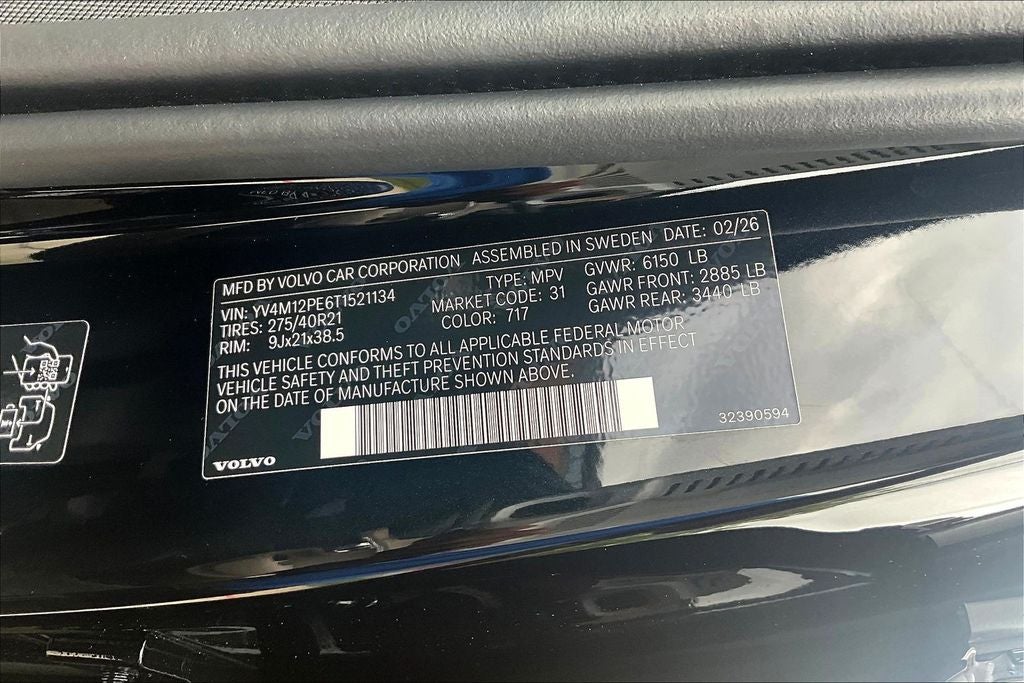 MFD BY VOLVO CAR CORPORATION ASSEMBLED IN SWEDEN DATE: 02/26
VIN: YV4M12PE6T1521134 TYPE: MPV GVWR: 6150 LB
TIRES: 275/40R21 MARKET CODE: 31 GAWR FRONT: 2885 LB
RIM: 9Jx21x38.5 COLOR: 717 GAWR REAR: 3440 LB
THIS VEHICLE CONFORMS TO ALL APPLICABLE FEDERAL MOTOR
VEHICLE SAFETY AND THEFT PREVENTION STANDARDS IN EFFECT
ON THE DATE OF MANUFACTURE SHOWN ABOVE.
32390594
VOLVO